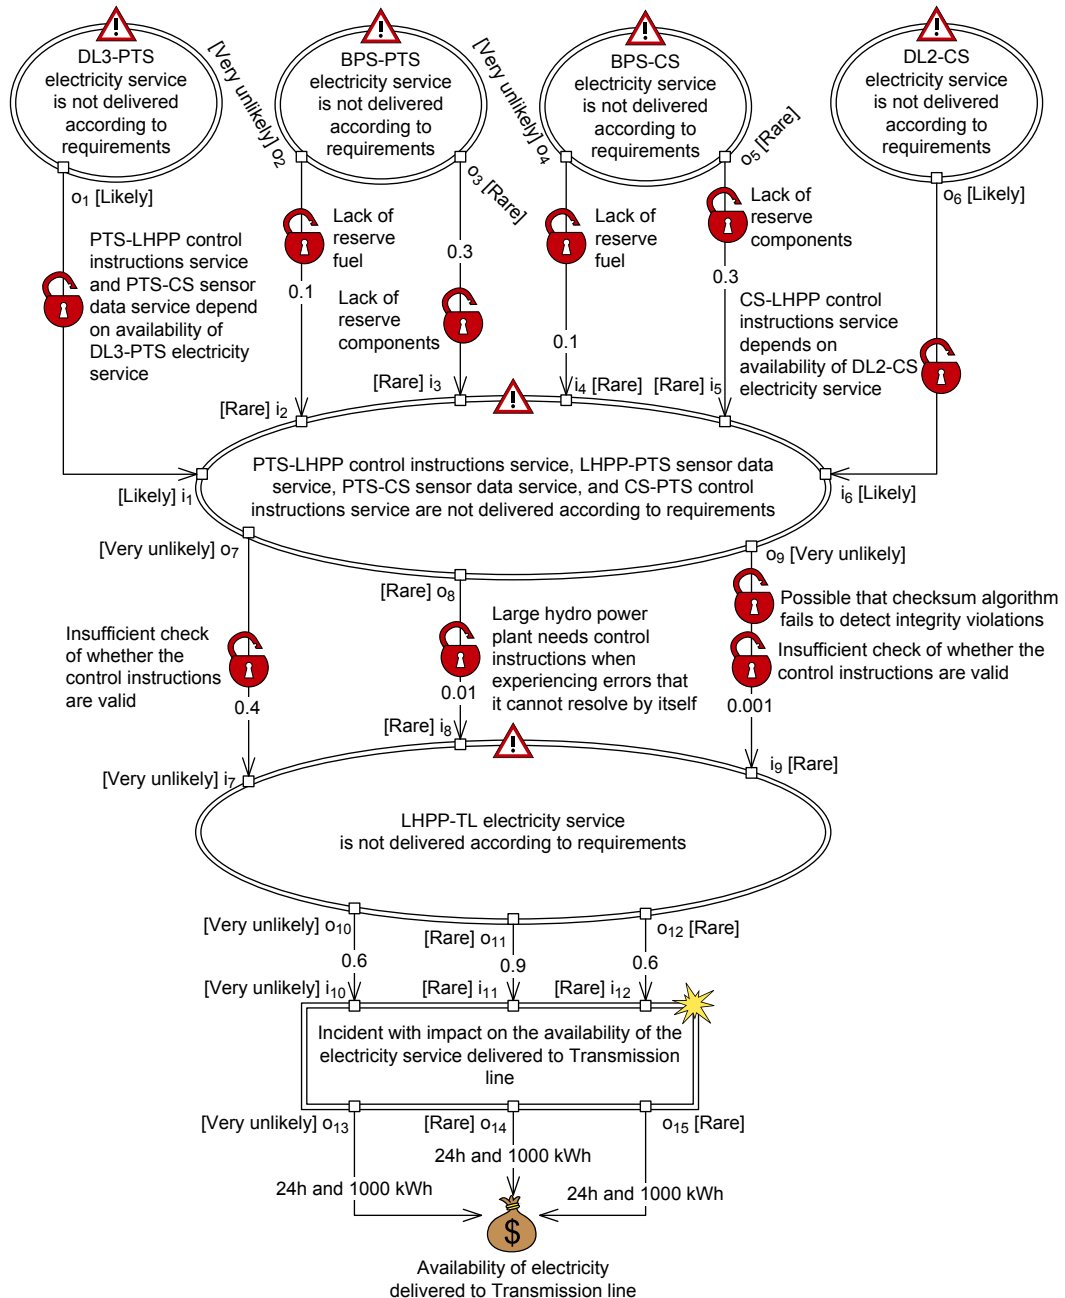 DL3-PTS
electricity service
is not delivered
according to
requirements
BPS-PTS
electricity service
is not delivered
according to
requirements
BPS-CS
electricity service
is not delivered
according to
requirements
DL2-CS
electricity service
is not delivered
according to
requirements
o1 [Likely]
[Very unlikely] o2
o3 [Rare]
[Very unlikely] o4
o5 [Rare]
o6 [Likely]
PTS-LHPP control
instructions service
and PTS-CS sensor
data service depend
on availability of
DL3-PTS electricity
service
Lack of
reserve
fuel
0.1
0.3
Lack of
reserve
components
Lack of
reserve
fuel
0.1
Lack of
reserve
components
0.3
CS-LHPP control
instructions service
depends on
availability of DL2-CS
electricity service
[Likely] i1
[Rare] i2
[Rare] i3
i4 [Rare]
[Rare] i5
i6 [Likely]
PTS-LHPP control instructions service, LHPP-PTS sensor data
service, PTS-CS sensor data service, and CS-PTS control
instructions service are not delivered according to requirements
[Very unlikely] o7
[Rare] o8
o9 [Very unlikely]
Insufficient check
of whether the
control instructions
are valid
0.4
Large hydro power
plant needs control
instructions when
experiencing errors that
it cannot resolve by itself
0.01
Possible that checksum algorithm
fails to detect integrity violations
Insufficient check of whether the
control instructions are valid
0.001
[Very unlikely] i7
[Rare] i8
i9 [Rare]
LHPP-TL electricity service
is not delivered according to requirements
[Very unlikely] o10
[Rare] o11
o12 [Rare]
0.6
0.9
0.6
[Very unlikely] i10
[Rare] i11
[Rare] i12
Incident with impact on the availability of the
electricity service delivered to Transmission
line
[Very unlikely] o13
[Rare] o14
o15 [Rare]
24h and 1000 kWh
24h and 1000 kWh
24h and 1000 kWh
$
Availability of electricity
delivered to Transmission line